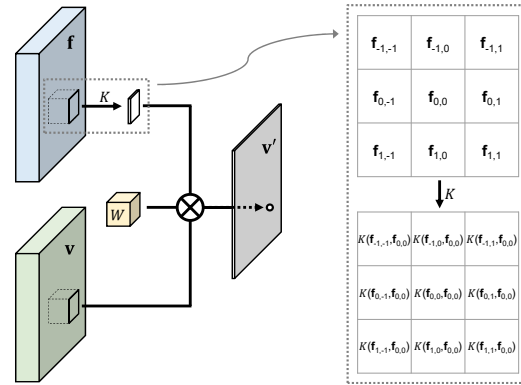 f
K
W
v
v′
f-1,-1 f-1,0 f-1,1
f0,-1 f0,0 f0,1
f1,-1 f1,0 f1,1
K
K(f-1,-1,f0,0) K(f-1,0,f0,0) K(f-1,1,f0,0)
K(f0,-1,f0,0) K(f0,0,f0,0) K(f0,1,f0,0)
K(f1,-1,f0,0) K(f1,0,f0,0) K(f1,1,f0,0)